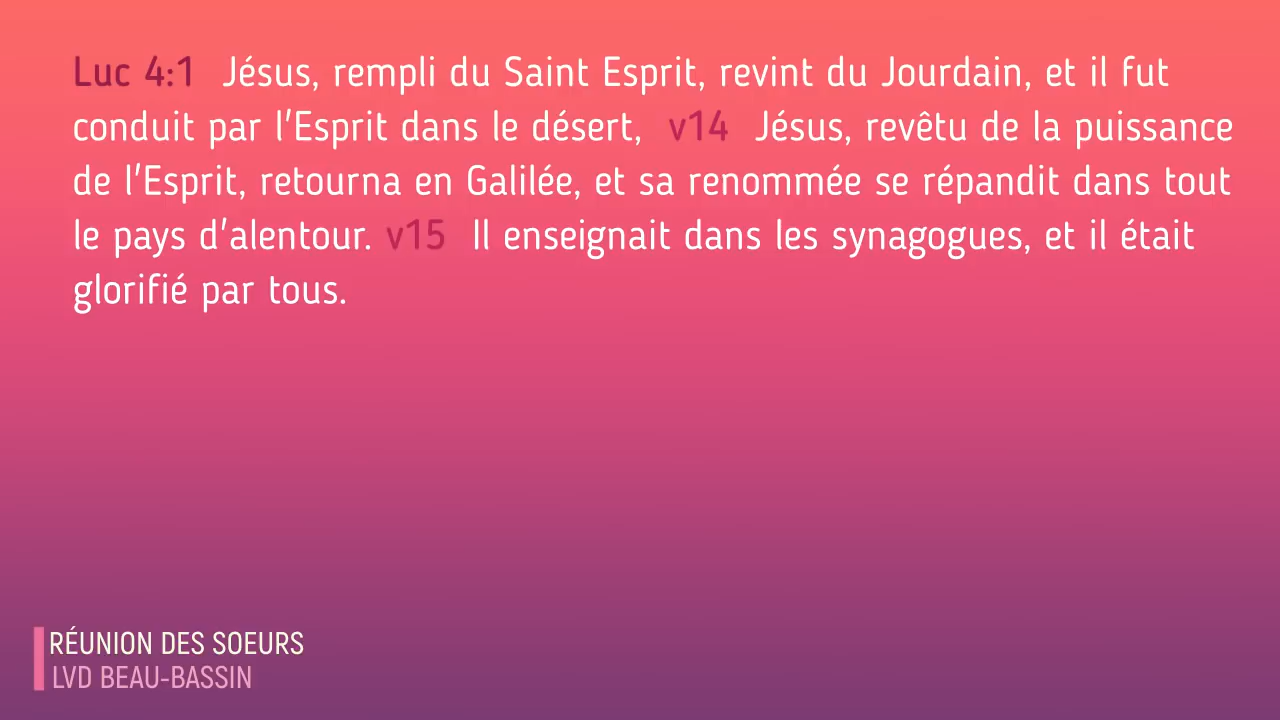 Luc 4:1 Jésus, rempli du Saint Esprit, revint du Jourdain, et il fut
conduit par l'Esprit dans le désert, v14 Jésus, revêtu de la puissance
de l'Esprit, retourna en Galilée, et sa renommée se répandit dans tout
le pays d'alentour. v15 Il enseignait dans les synagogues, et il était
glorifié par tous.
RÉUNION DES SOEURS
LVD BEAU-BASSIN